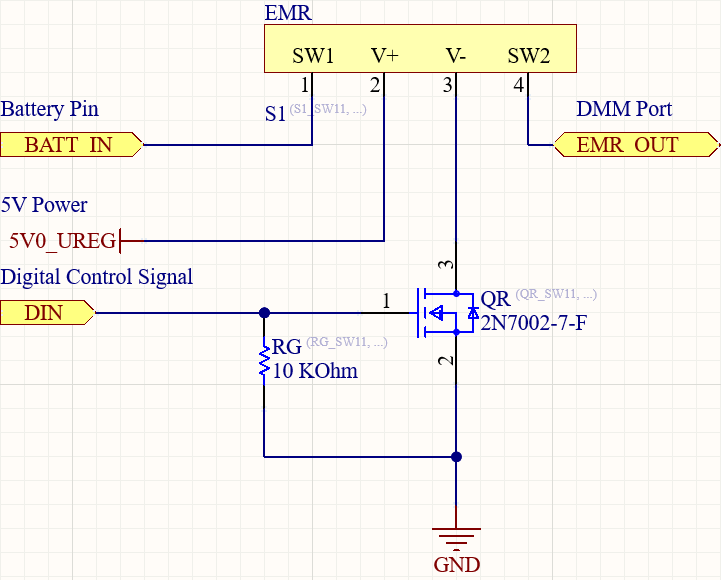 EMR
SW1 V+ V- SW2
1 2 3 4
Battery Pin
S1 (S1_SW11, ...)
DMM Port
BATT_IN
EMR_OUT
5V Power
5V0_UREG
3
Digital Control Signal
DIN
1
QR (QR_SW11, ...)
2N7002-7-F
RG (RG_SW11, ...)
10 KOhm
2
GND